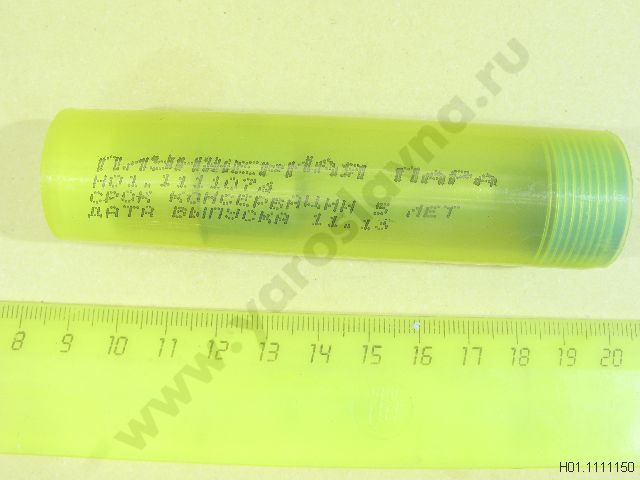 ПЛУНЖЕРНАЯ ПАРА
Н01.1111074
СРОК КОНСЕРВАЦИИ 5 ЛЕТ
ДАТА ВЫПУСКА 11.13
www.yaroslavna.ru
8 9 10 11 12 13 14 15 16 17 18 19 20
Н01.1111150